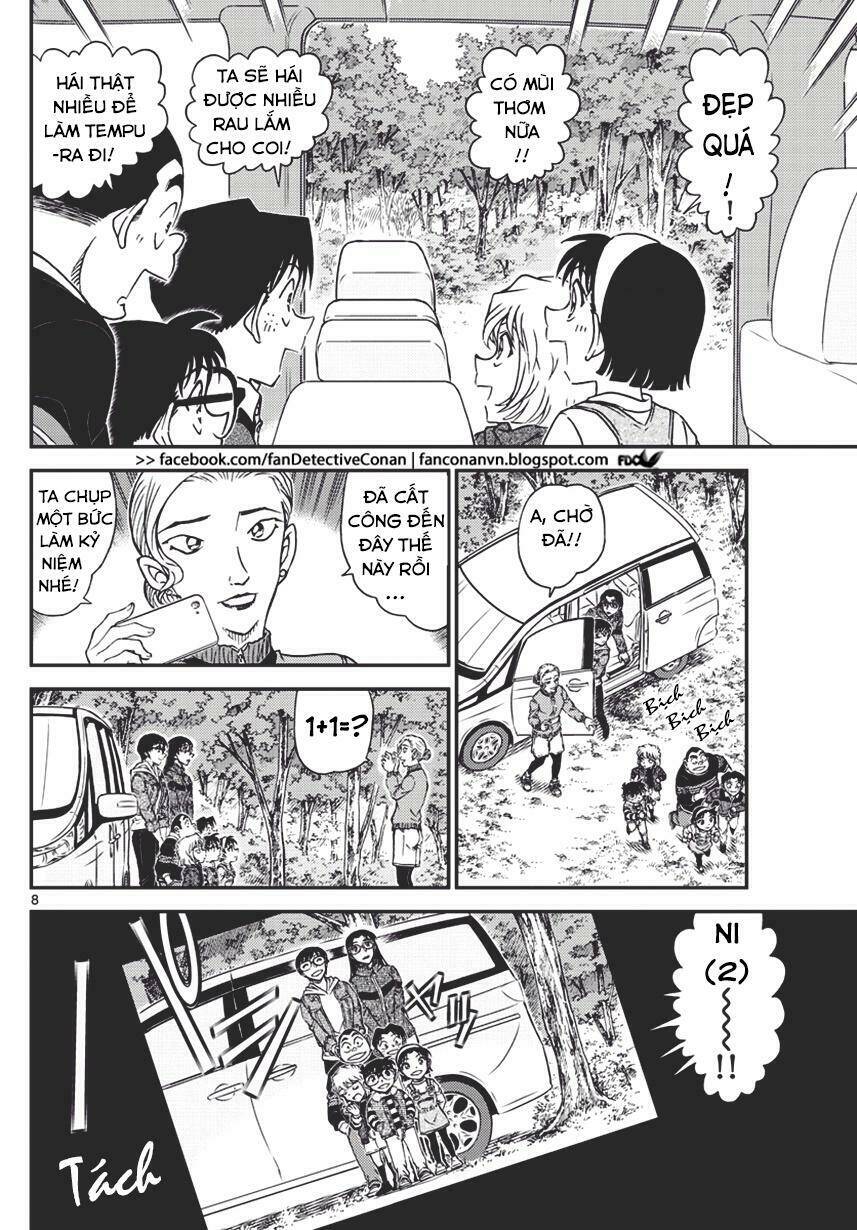 ĐẸP
QUÁ
!
!
CÓ MÙI
THƠM
NỮA
!!
TA SẼ HÁI
ĐƯỢC NHIỀU
RAU LẮM
CHO COI!
HÁI THẬT
NHIỀU ĐỂ
LÀM TEMPU
-RA ĐI!
>> facebook.com/fanDetectiveConan | fanconanvn.blogspot.com FDC
A, CHỜ
ĐÃ!!
Bịch
Bịch
Bịch
ĐÃ CẤT
CÔNG ĐẾN
ĐÂY THẾ
NÀY RỒI
...
TA CHỤP
MỘT BỨC
LÀM KỶ
NIỆM
NHÉ!
1+1=?
8
NI
(2)
!!
Tách